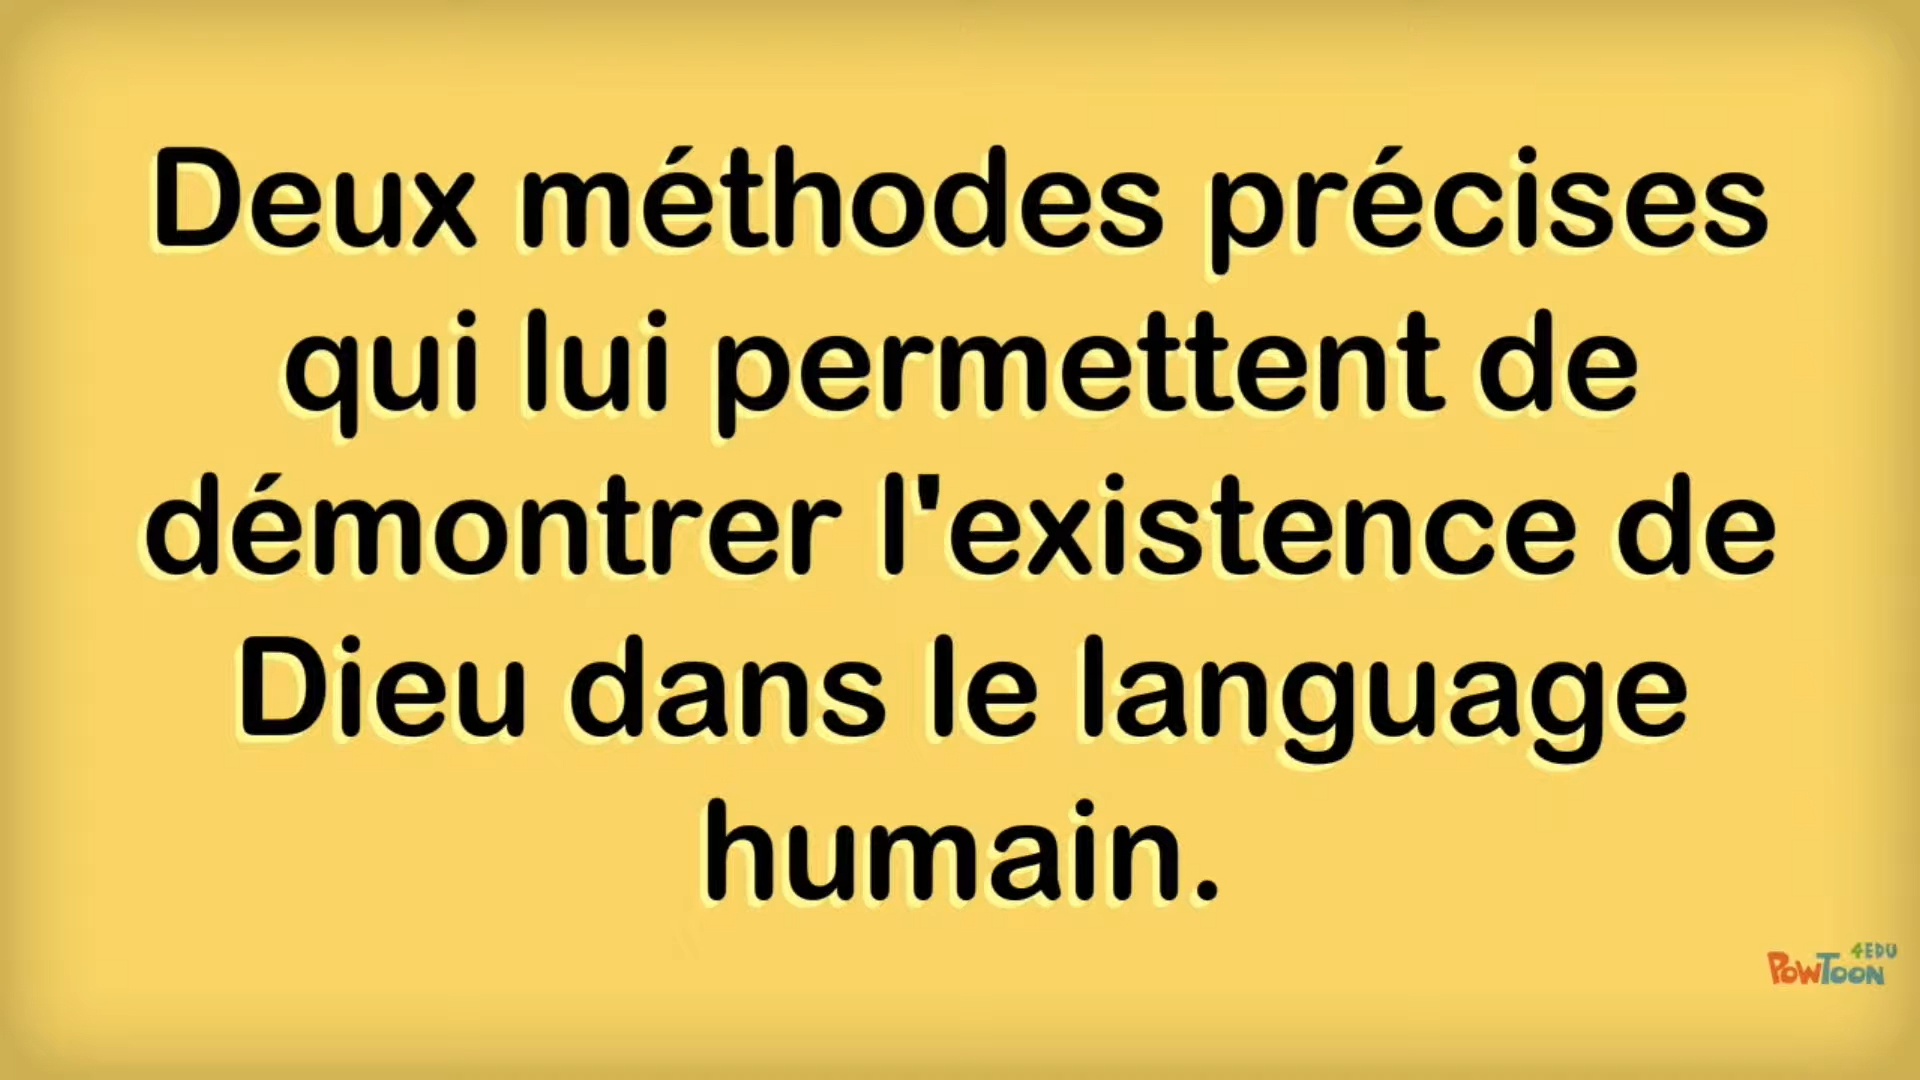 Deux méthodes précises
qui lui permettent de
démontrer l'existence de
Dieu dans le language
humain.
4EDU
POWTOON